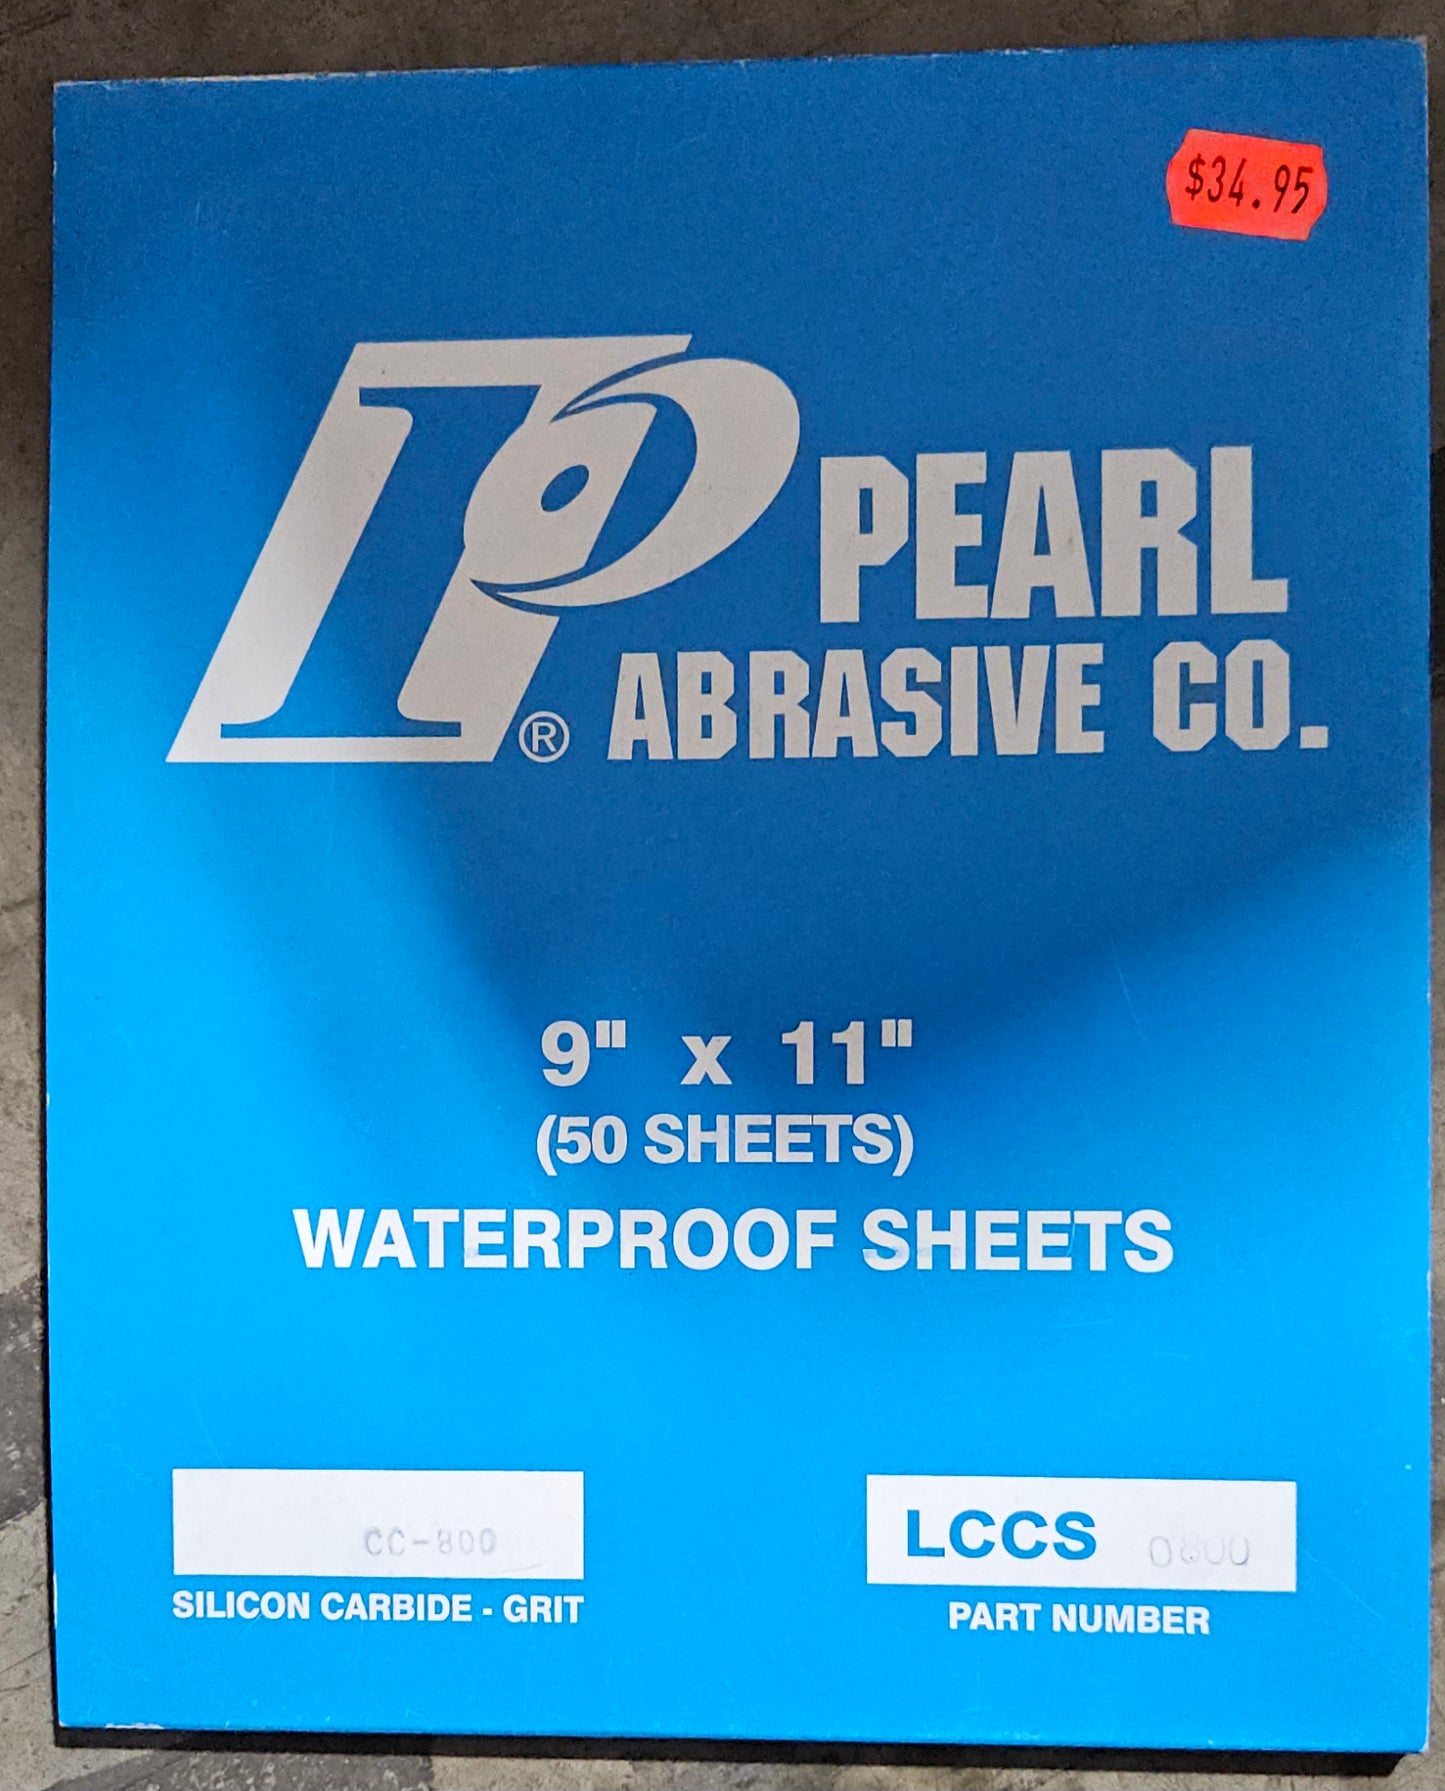 $34.95
P® PEARL
ABRASIVE CO.
9" x 11"
(50 SHEETS)
WATERPROOF SHEETS
CC-800
SILICON CARBIDE - GRIT
LCCS 0800
PART NUMBER